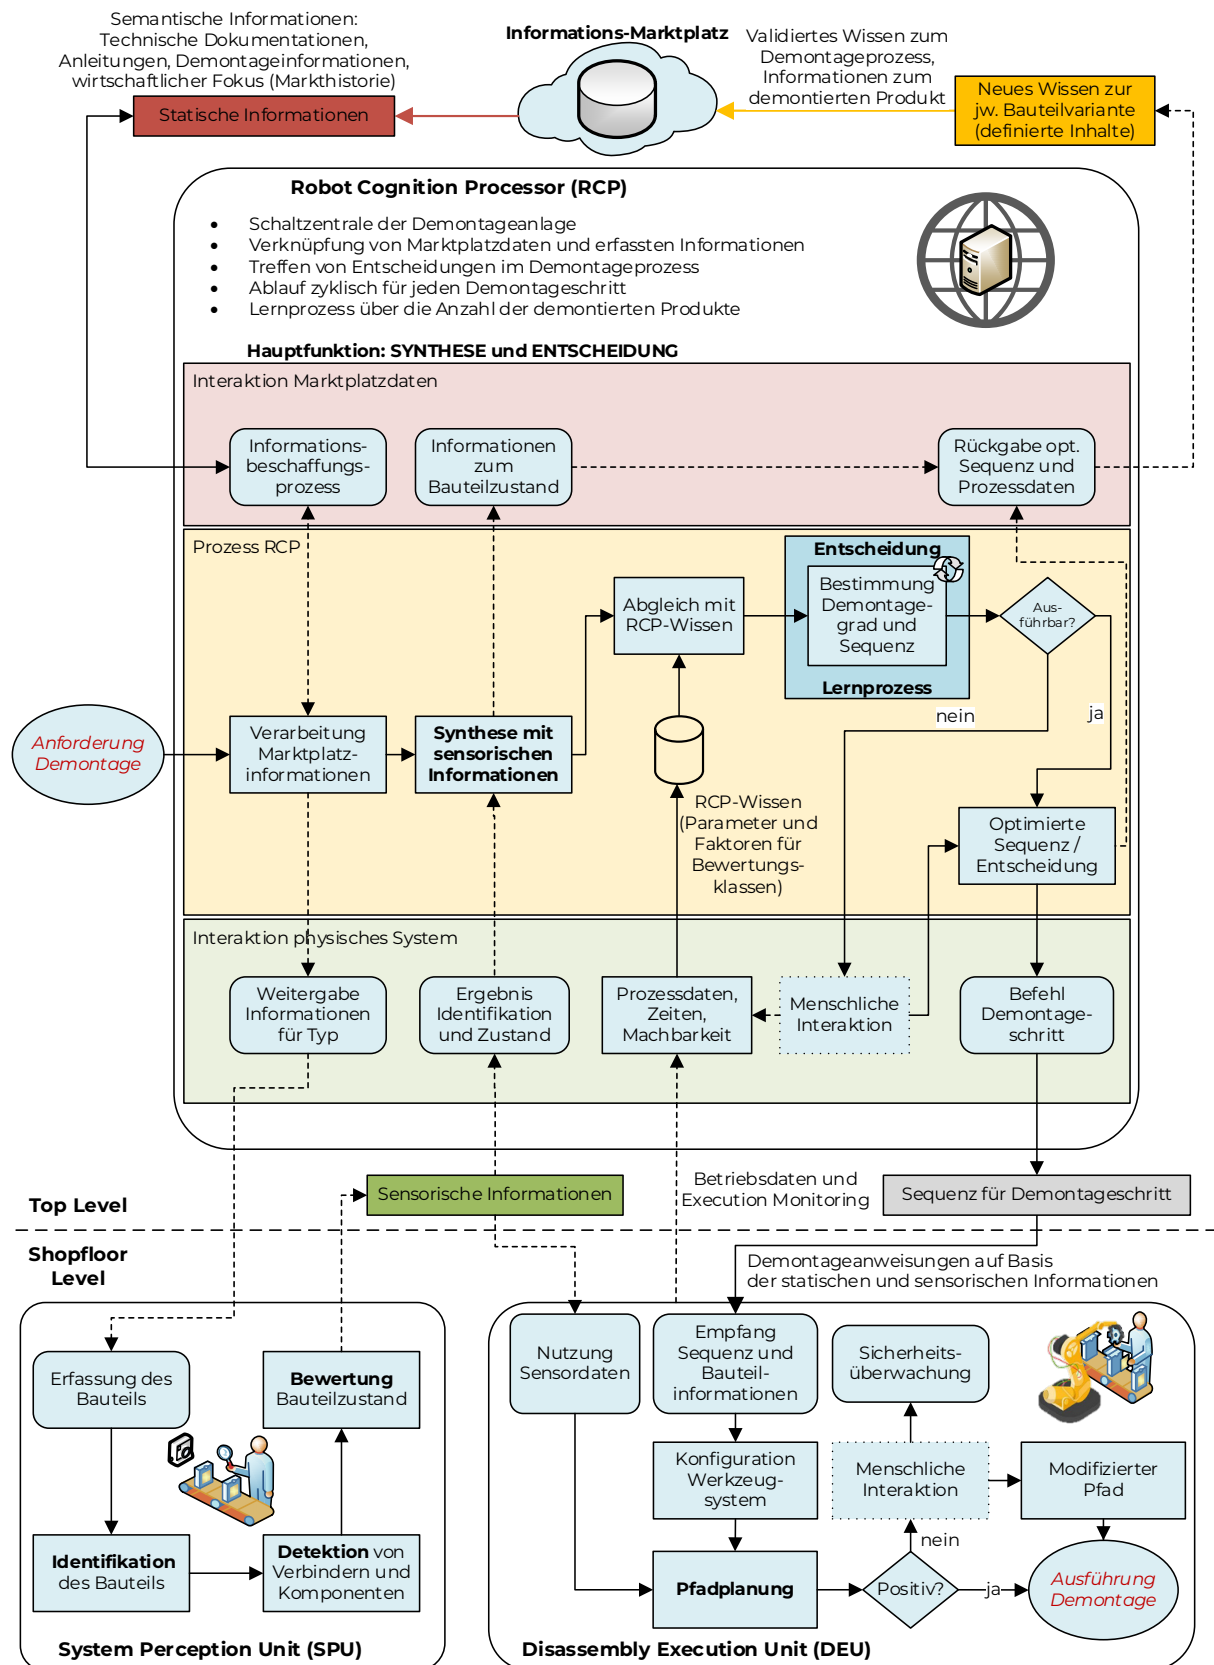 Semantische Informationen:
Technische Dokumentationen,
Anleitungen, Demontageinformationen,
wirtschaftlicher Fokus (Markthistorie)
Statische Informationen
Informations-Marktplatz
Validiertes Wissen zum
Demontageprozess,
Informationen zum
demontierten Produkt
Neues Wissen zur
jw. Bauteilvariante
(definierte Inhalte)
Robot Cognition Processor (RCP)
• Schaltzentrale der Demontageanlage
• Verknüpfung von Marktplatzdaten und erfassten Informationen
• Treffen von Entscheidungen im Demontageprozess
• Ablauf zyklisch für jeden Demontageschritt
• Lernprozess über die Anzahl der demontierten Produkte
Hauptfunktion: SYNTHESE und ENTSCHEIDUNG
Interaktion Marktplatzdaten
Informations-
beschaffungs-
prozess
Informationen
zum
Bauteilzustand
Rückgabe opt.
Sequenz und
Prozessdaten
Prozess RCP
Abgleich mit
RCP-Wissen
Entscheidung
Bestimmung
Demontage-
grad und
Sequenz
Lernprozess
Aus-
führbar?
nein
ja
Anforderung
Demontage
Verarbeitung
Marktplatz-
informationen
Synthese mit
sensorischen
Informationen
RCP-Wissen
(Parameter und
Faktoren für
Bewertungs-
klassen)
Optimierte
Sequenz /
Entscheidung
Interaktion physisches System
Weitergabe
Informationen
für Typ
Ergebnis
Identifikation
und Zustand
Prozessdaten,
Zeiten,
Machbarkeit
Menschliche
Interaktion
Befehl
Demontage-
schritt
Top Level
Sensorische Informationen
Betriebsdaten und
Execution Monitoring
Sequenz für Demontageschritt
Shopfloor
Level
Demontageanweisungen auf Basis
der statischen und sensorischen Informationen
Erfassung des
Bauteils
Bewertung
Bauteilzustand
Identifikation
des Bauteils
Detektion von
Verbindern und
Komponenten
System Perception Unit (SPU)
Nutzung
Sensordaten
Empfang
Sequenz und
Bauteil-
informationen
Sicherheits-
überwachung
Konfiguration
Werkzeug-
system
Menschliche
Interaktion
Modifizierter
Pfad
nein
Pfadplanung
Positiv?
ja
Ausführung
Demontage
Disassembly Execution Unit (DEU)